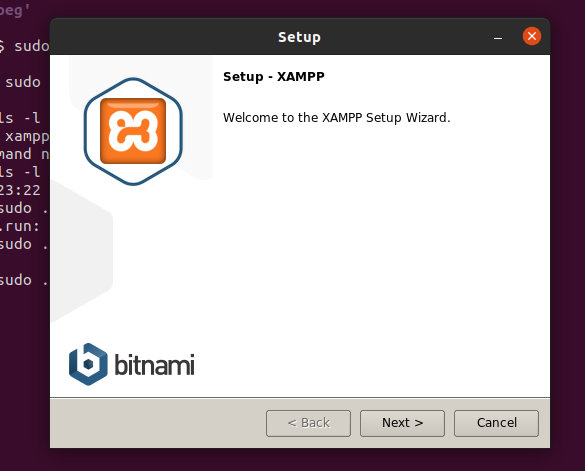 peg'
Setup
$ sudo
Setup - XAMPP
sudo
Welcome to the XAMPP Setup Wizard.
ls -l
xampp
mand n
ls -l
23:22
sudo .
.run:
sudo .
sudo .
bitnami
< Back
Next >
Cancel